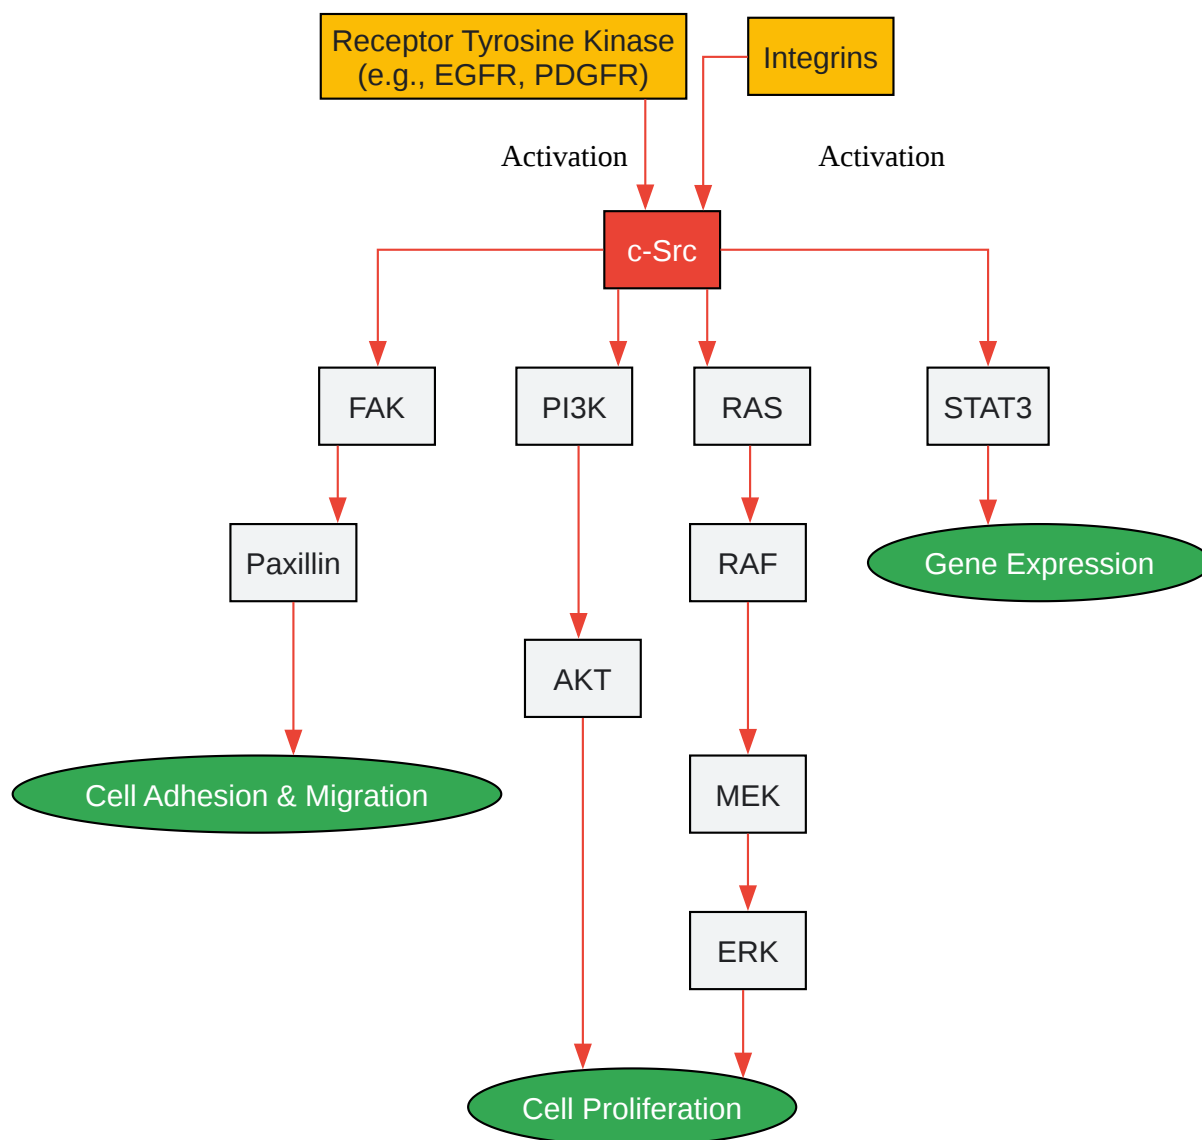 Receptor Tyrosine Kinase
(e.g., EGFR, PDGFR)
Integrins
Activation
Activation
c-Src
FAK
PI3K
RAS
STAT3
Paxillin
RAF
Gene Expression
AKT
Cell Adhesion & Migration
MEK
ERK
Cell Proliferation